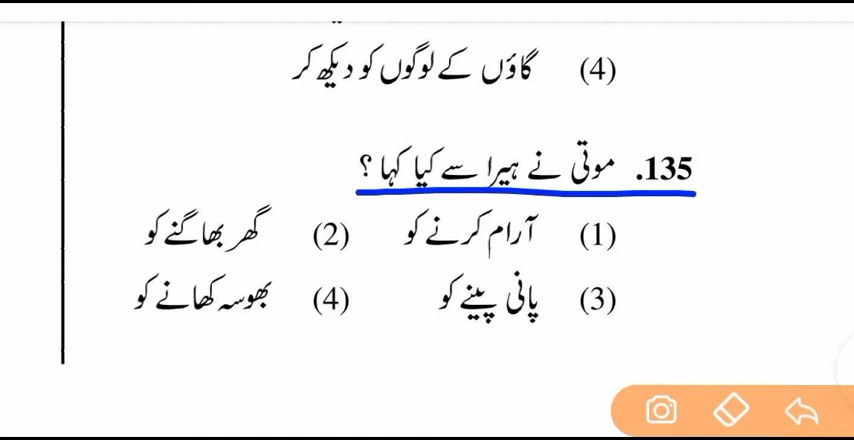 (4) گاؤں کے لوگوں کو دیکھ کر
135. موتی نے ہیرا سے کیا کہا ؟
(1) آرام کرنے کو (2) گھر بھاگنے کو
(3) پانی پینے کو (4) بھوسہ کھانے کو